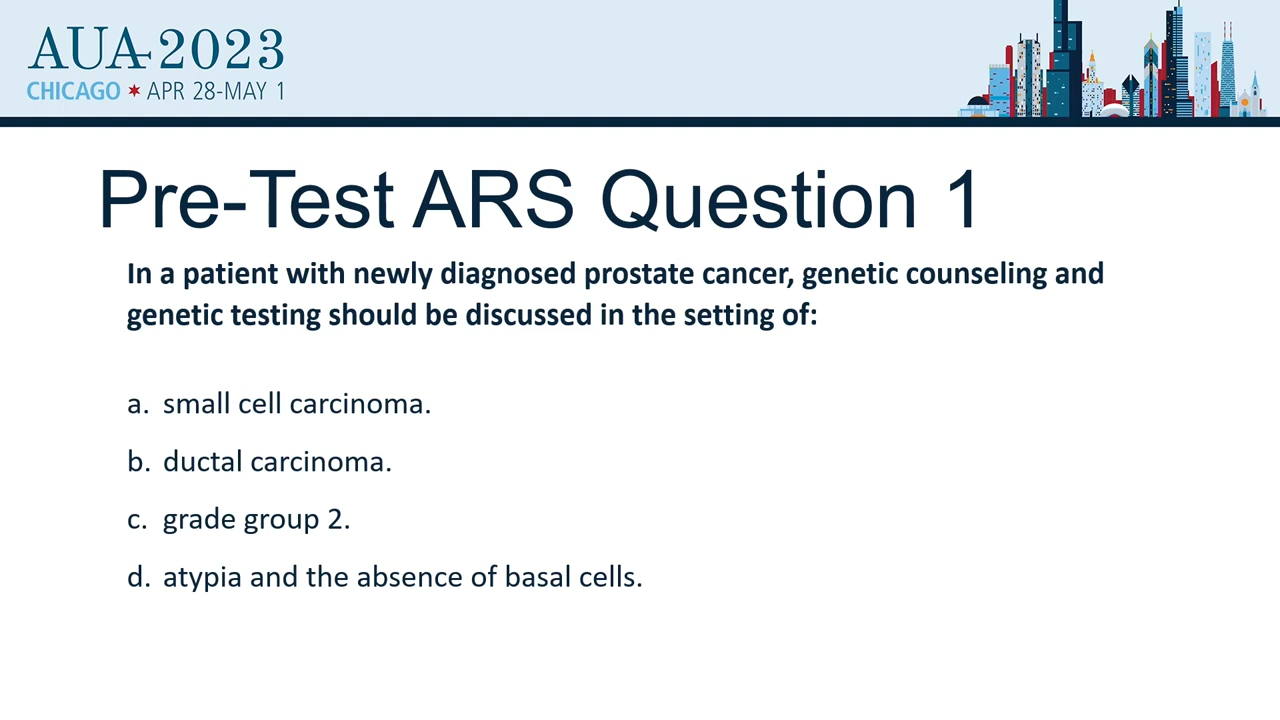 AUA 2023
CHICAGO ✶ APR 28-MAY 1
Pre-Test ARS Question 1
In a patient with newly diagnosed prostate cancer, genetic counseling and
genetic testing should be discussed in the setting of:
a. small cell carcinoma.
b. ductal carcinoma.
c. grade group 2.
d. atypia and the absence of basal cells.